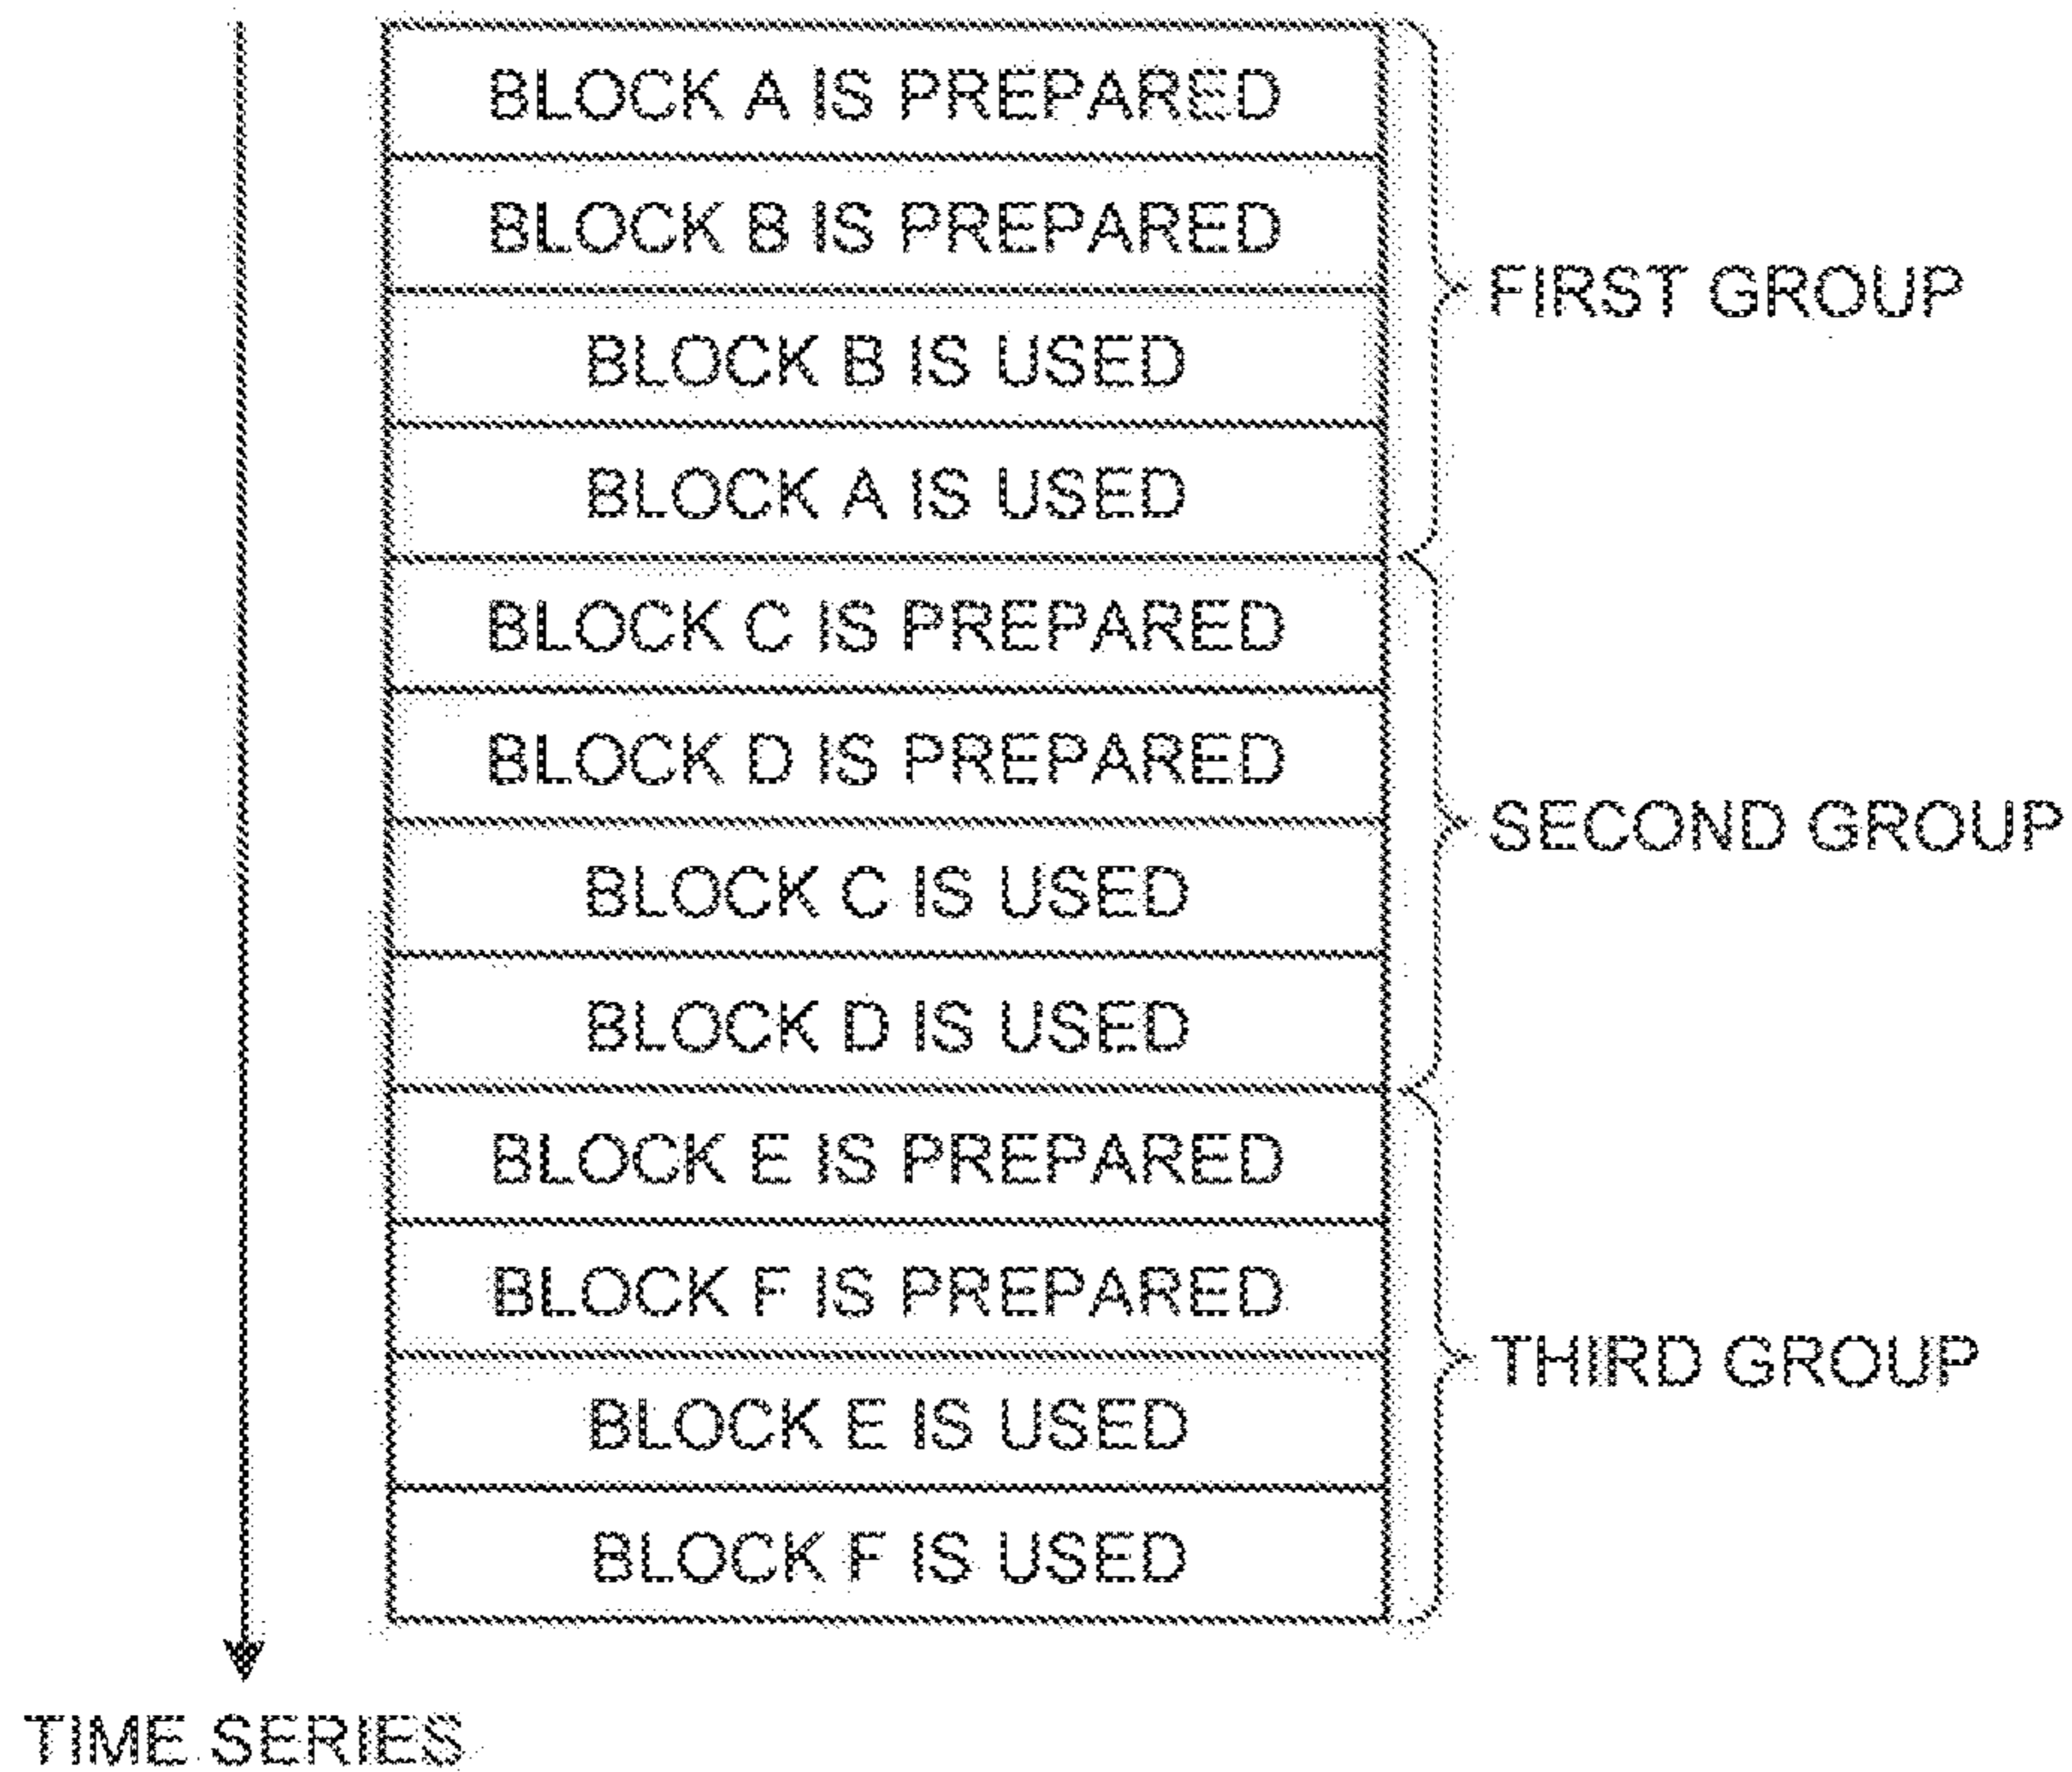 BLOCK A IS PREPARED
BLOCK B IS PREPARED
BLOCK B IS USED
BLOCK A IS USED
FIRST GROUP
BLOCK C IS PREPARED
BLOCK D IS PREPARED
BLOCK C IS USED
BLOCK D IS USED
SECOND GROUP
BLOCK E IS PREPARED
BLOCK F IS PREPARED
BLOCK E IS USED
BLOCK F IS USED
THIRD GROUP
TIME SERIES